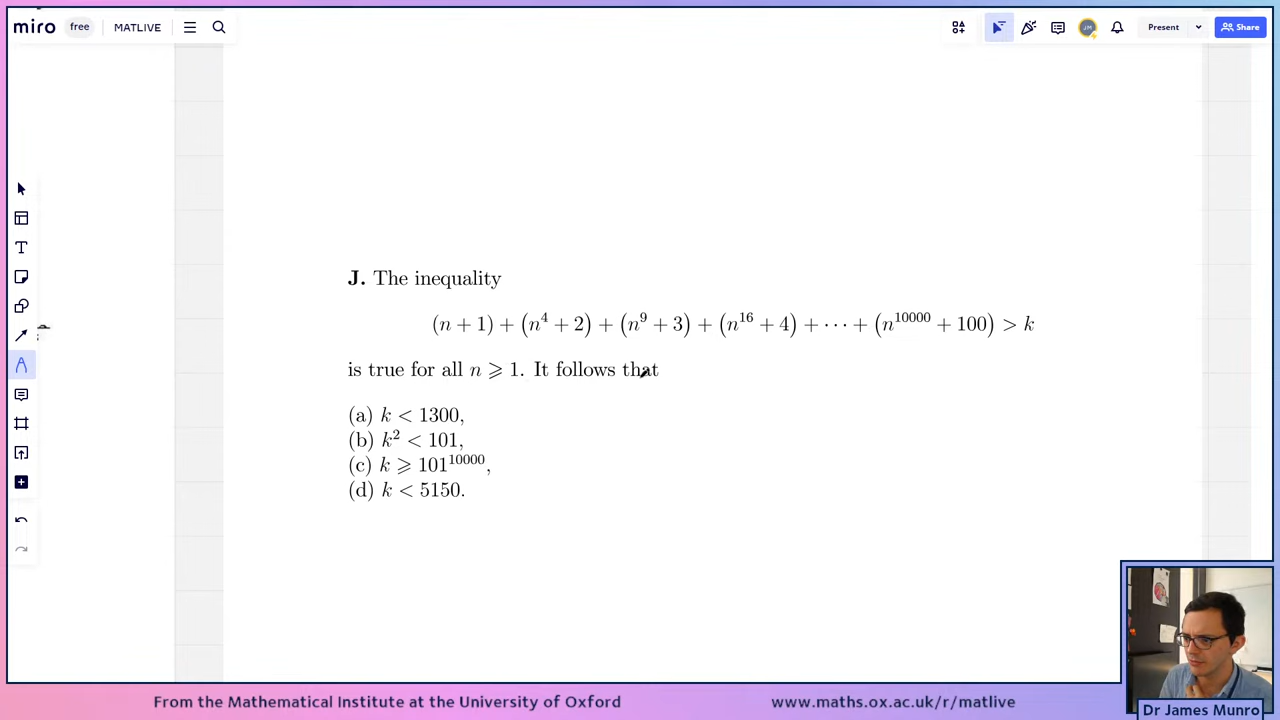 miro free MATLIVE Present Share
J. The inequality
(n + 1) + (n⁴ + 2) + (n⁹ + 3) + (n¹⁶ + 4) + ⋯ + (n¹⁰⁰⁰⁰ + 100) > k
is true for all n ⩾ 1. It follows that
(a) k < 1300,
(b) k² < 101,
(c) k ⩾ 101¹⁰⁰⁰⁰,
(d) k < 5150.
From the Mathematical Institute at the University of Oxford www.maths.ox.ac.uk/r/matlive
Dr James Munro